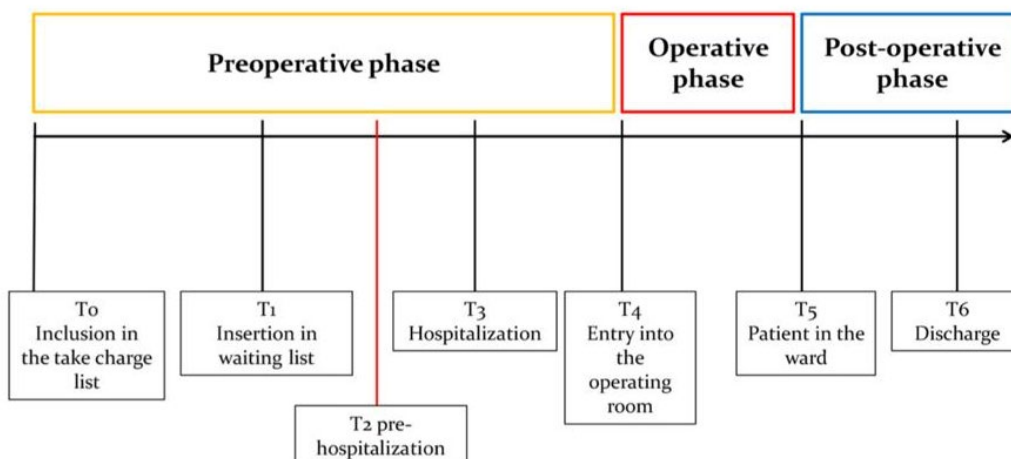 Preoperative phase
Operative
phase
Post-operative
phase
T0
Inclusion in
the take charge
list
T1
Insertion in
waiting list
T2 pre-
hospitalization
T3
Hospitalization
T4
Entry into
the
operating
room
T5
Patient in the
ward
T6
Discharge